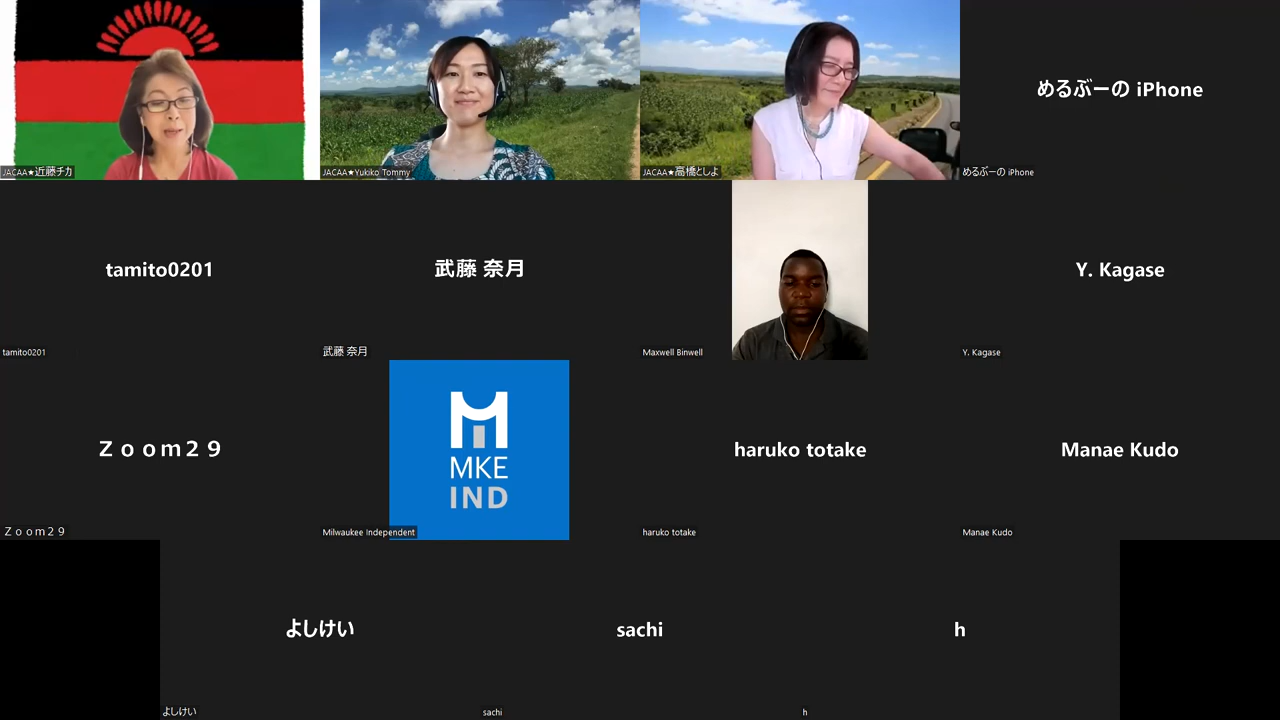 JACAA★近藤チカ
JACAA★Yukiko Tommy
JACAA★高橋としよ
めるぶーの iPhone
めるぶーの iPhone
tamito0201
tamito0201
武藤 奈月
武藤 奈月
Maxwell Binwell
Y. Kagase
Y. Kagase
Ｚｏｏｍ２９
Ｚｏｏｍ２９
MKE
IND
Milwaukee Independent
haruko totake
haruko totake
Manae Kudo
Manae Kudo
よしけい
よしけい
sachi
sachi
h
h